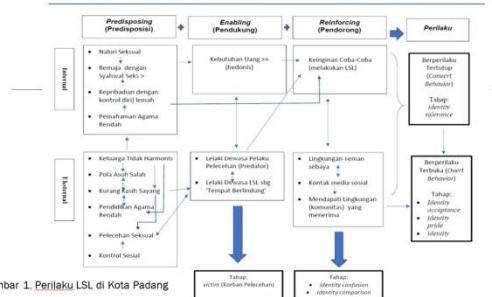 Predisposing
(Predisposisi)
Enabling
(Pendukung)
Reinforcing
(Pendorong)
Perilaku
Internal
• Naluri Seksual
• Remaja dengan
Syahwat Seks >
• Kepribadian dengan
kontrol diri) lemah
• Pemahaman Agama
Rendah
Kebutuhan Uang >>
(hedonis)
Keinginan Coba-Coba
(melakukan LSL)
Berperilaku
Tertutup
(Convert
Behavior)
Tahap:
Identity
tolerance
External
• Keluarga Tidak Harmonis
• Pola Asuh Salah
• Kurang Kasih Sayang
• Pendidikan Agama
Rendah
• Pelecehan Seksual
• Kontrol Sosial
• Lelaki Dewasa Pelaku
Pelecehan (Predator)
• Lelaki Dewasa LSL sbg
'Tempat Berlindung'
• Lingkungan Teman
sebaya
• Kontak media sosial
• Mendapati Lingkungan
(komunitas) yang
menerima
Berperilaku
Terbuka (Overt
Behavior)
Tahap:
• Identity
acceptance
• Identity
pride
• Identity
Tahap:
victim (Korban Pelecehan)
Tahap:
• Identity confusion
• Identity comparison
mbar 1. Perilaku LSL di Kota Padang